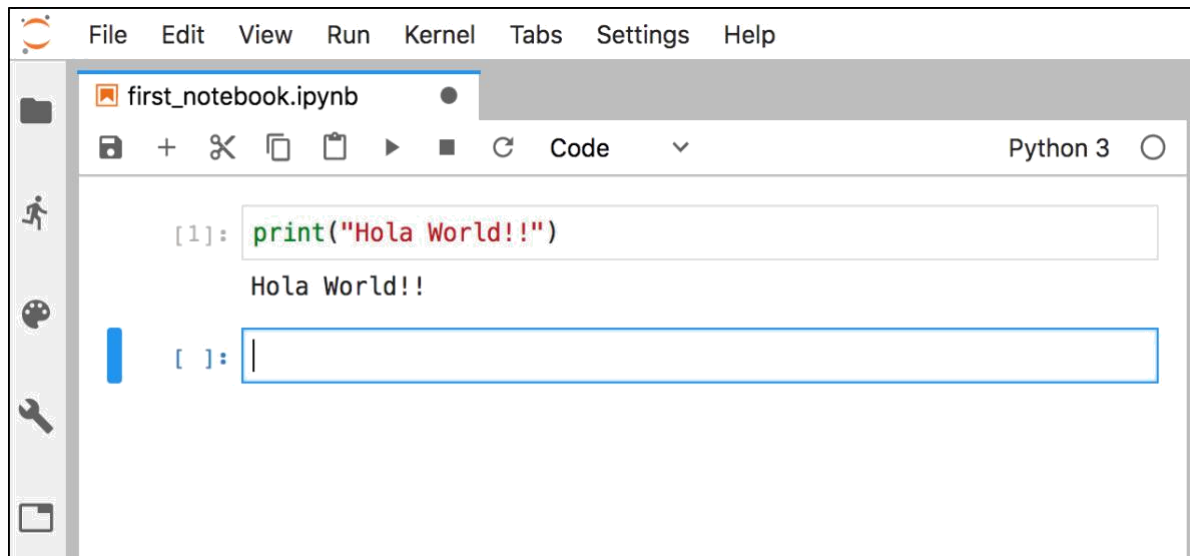 File Edit View Run Kernel Tabs Settings Help
first_notebook.ipynb
Code Python 3
[1]: print("Hola World!!")
Hola World!!
[ ]: